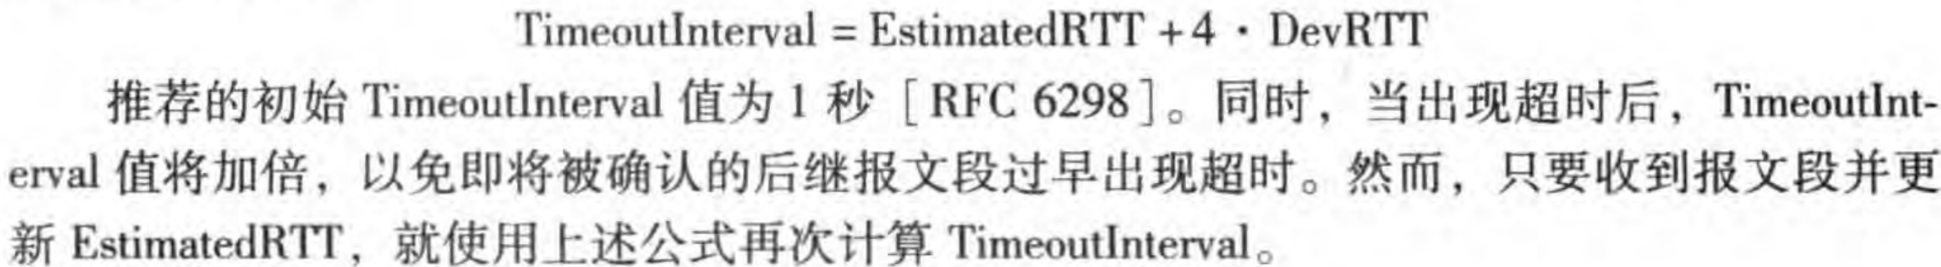 TimeoutInterval = EstimatedRTT + 4 · DevRTT
推荐的初始 TimeoutInterval 值为 1 秒 [RFC 6298]。同时，当出现超时后，TimeoutInt-
erval 值将加倍，以免即将被确认的后继报文段过早出现超时。然而，只要收到报文段并更
新 EstimatedRTT，就使用上述公式再次计算 TimeoutInterval。